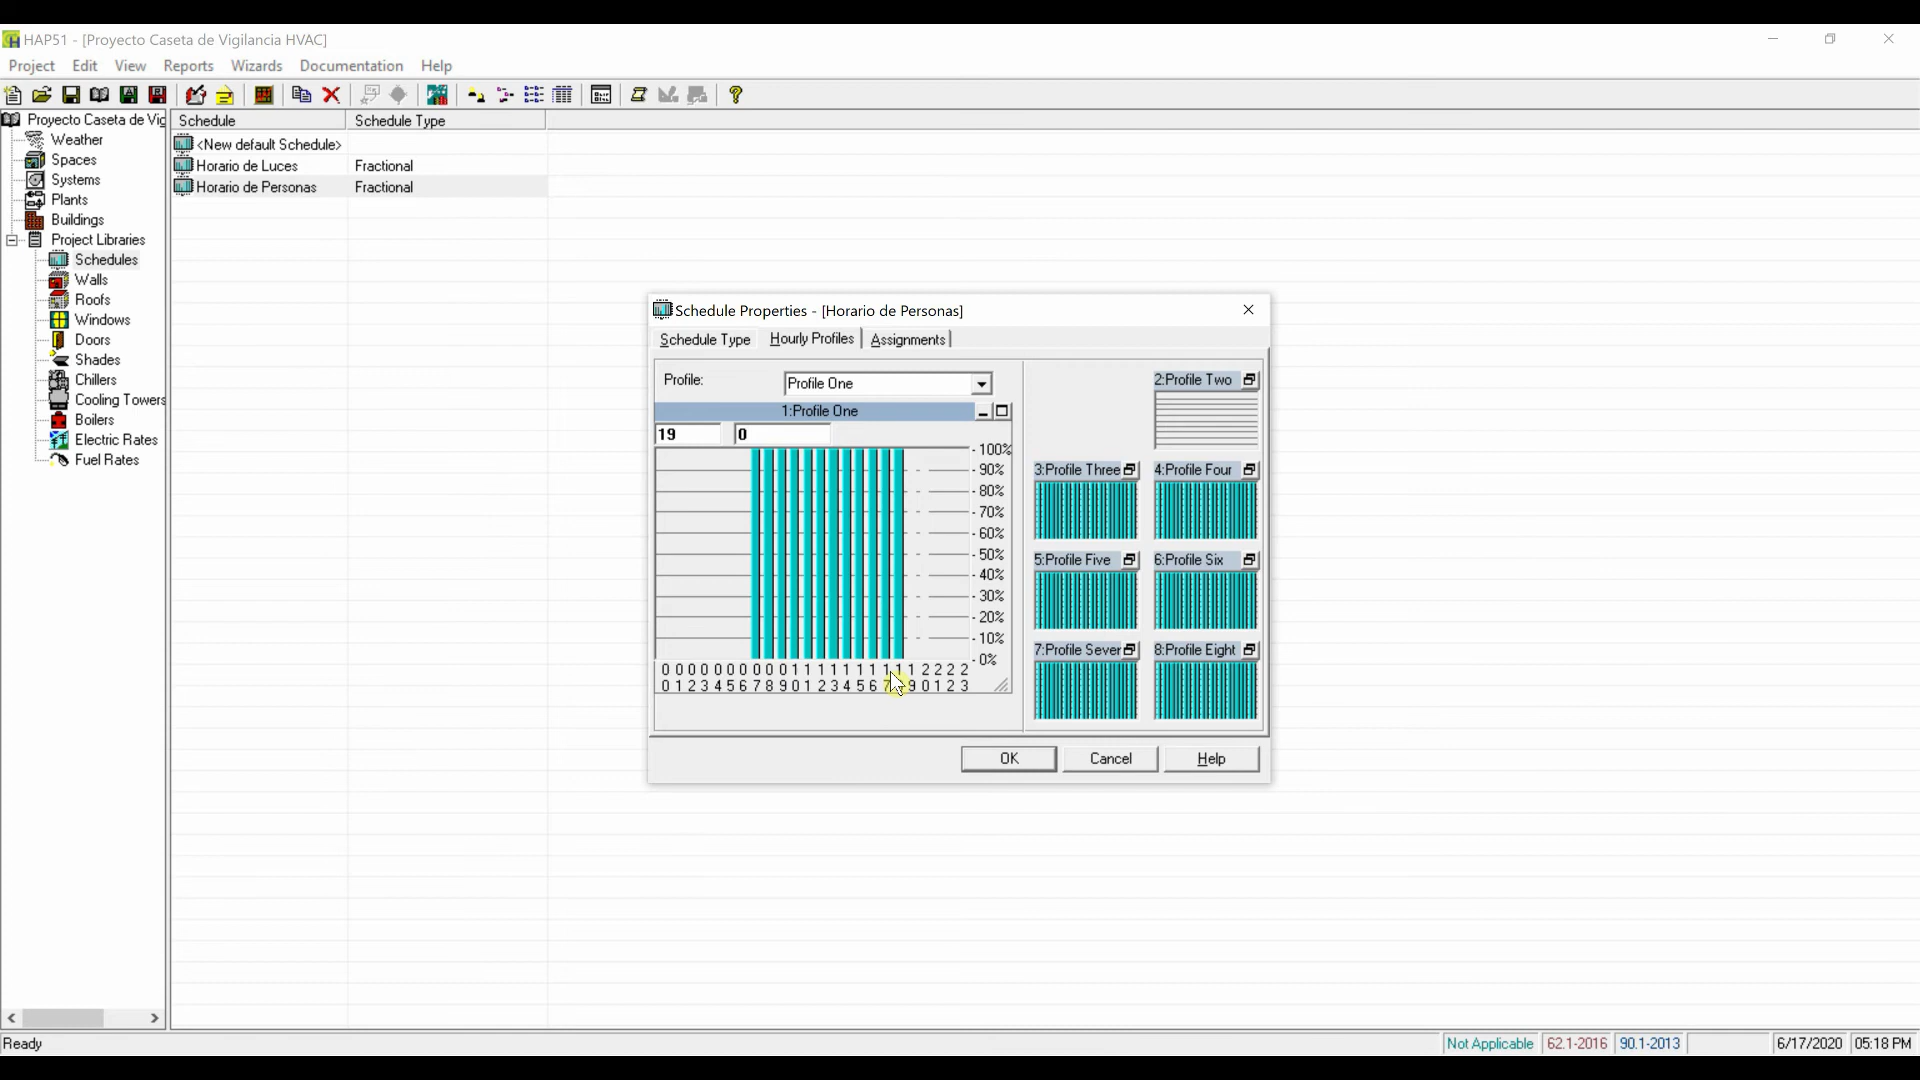 HAP51 - [Proyecto Caseta de Vigilancia HVAC]
Project Edit View Reports Wizards Documentation Help
Proyecto Caseta de Vig
Weather
Spaces
Systems
Plants
Buildings
Project Libraries
Schedules
Walls
Roofs
Windows
Doors
Shades
Chillers
Cooling Towers
Boilers
Electric Rates
Fuel Rates
Schedule Schedule Type
<New default Schedule>
Horario de Luces Fractional
Horario de Personas Fractional
Schedule Properties - [Horario de Personas]
Schedule Type Hourly Profiles Assignments
Profile: Profile One
1:Profile One
19 0
100%
90%
80%
70%
60%
50%
40%
30%
20%
10%
0%
0 0 0 0 0 0 0 0 0 0 1 1 1 1 1 1 1 1 1 1 2 2 2 2
0 1 2 3 4 5 6 7 8 9 0 1 2 3 4 5 6 7 9 0 1 2 3
2:Profile Two
3:Profile Three 4:Profile Four
5:Profile Five 6:Profile Six
7:Profile Sever 8:Profile Eight
OK Cancel Help
Ready Not Applicable 62.1-2016 90.1-2013 6/17/2020 05:18 PM